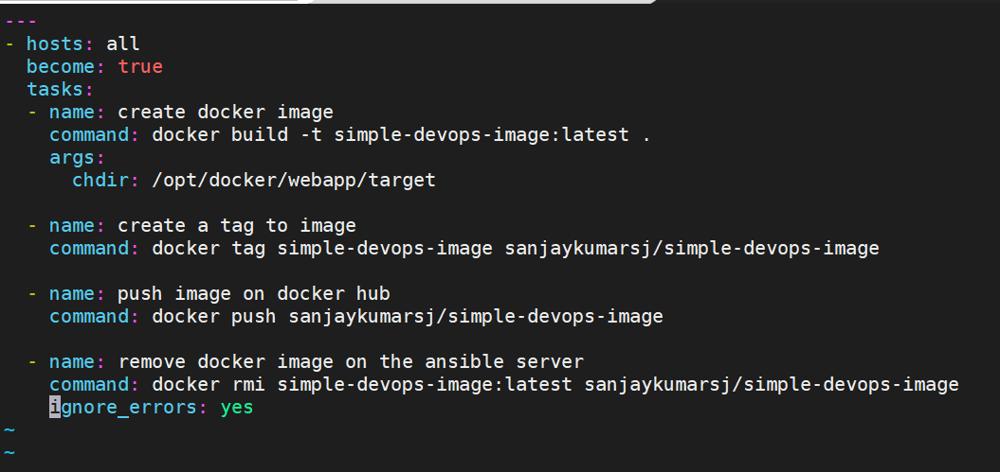 ---
- hosts: all
  become: true
  tasks:
  - name: create docker image
    command: docker build -t simple-devops-image:latest .
    args:
      chdir: /opt/docker/webapp/target

  - name: create a tag to image
    command: docker tag simple-devops-image sanjaykumarsj/simple-devops-image

  - name: push image on docker hub
    command: docker push sanjaykumarsj/simple-devops-image

  - name: remove docker image on the ansible server
    command: docker rmi simple-devops-image:latest sanjaykumarsj/simple-devops-image
    ignore_errors: yes
~
~